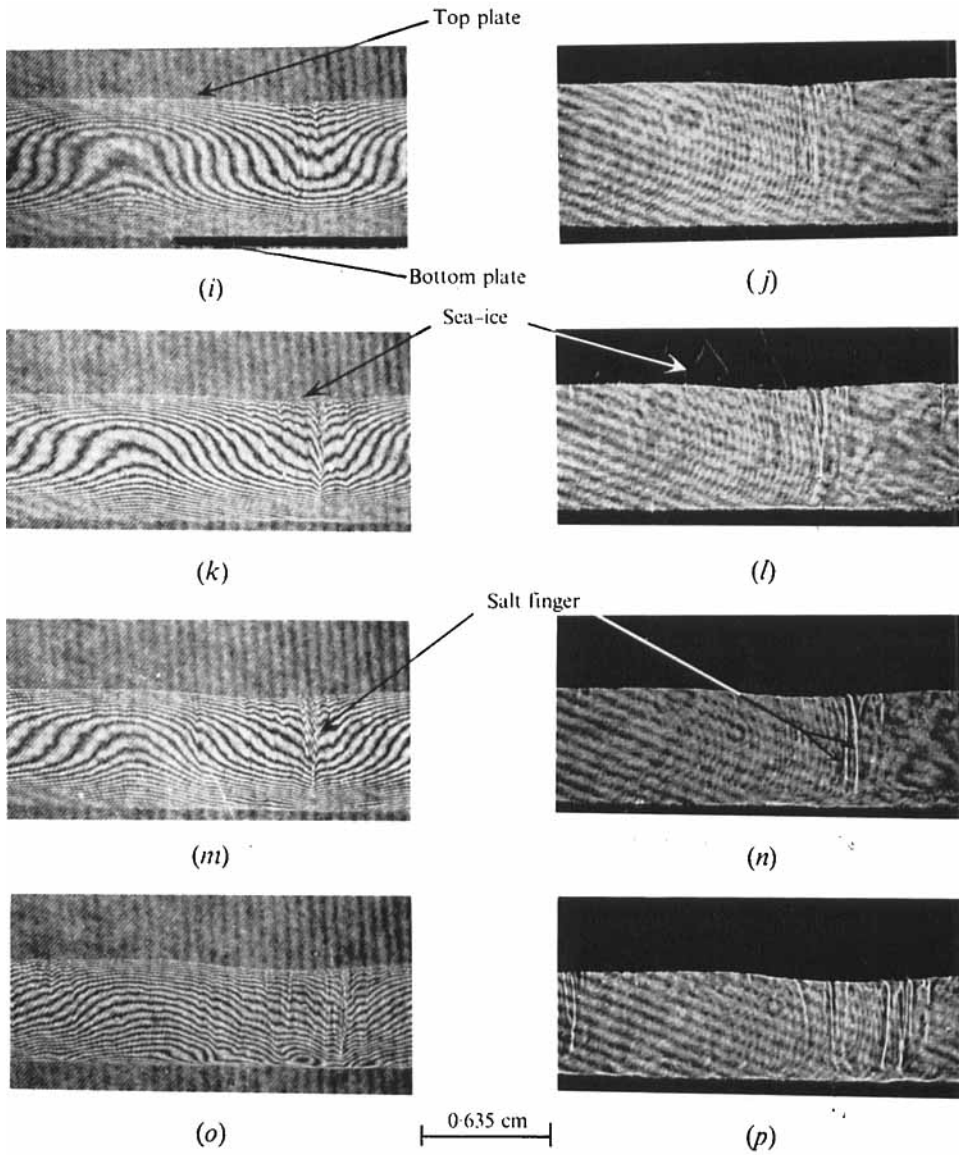 Top plate
(i)
(j)
Bottom plate
Sea-ice
(k)
(l)
Salt finger
(m)
(n)
(o)
0·635 cm
(p)